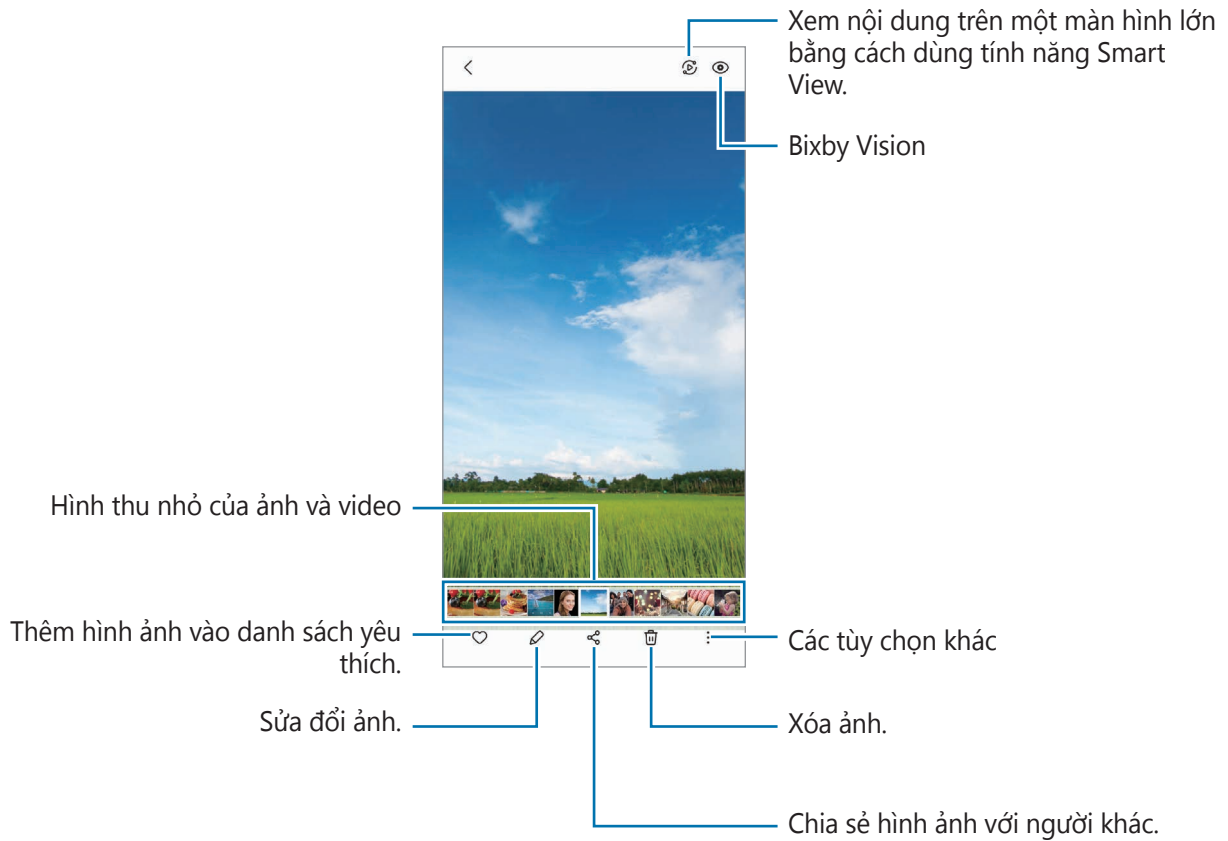 Xem nội dung trên một màn hình lớn
bằng cách dùng tính năng Smart
View.
Bixby Vision
Hình thu nhỏ của ảnh và video
Thêm hình ảnh vào danh sách yêu
thích.
Các tùy chọn khác
Sửa đổi ảnh.
Xóa ảnh.
Chia sẻ hình ảnh với người khác.